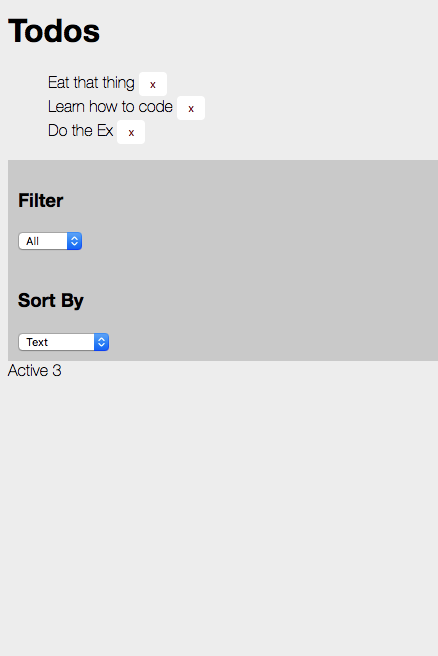 Todos
Eat that thing x
Learn how to code x
Do the Ex x
Filter
All
Sort By
Text
Active 3